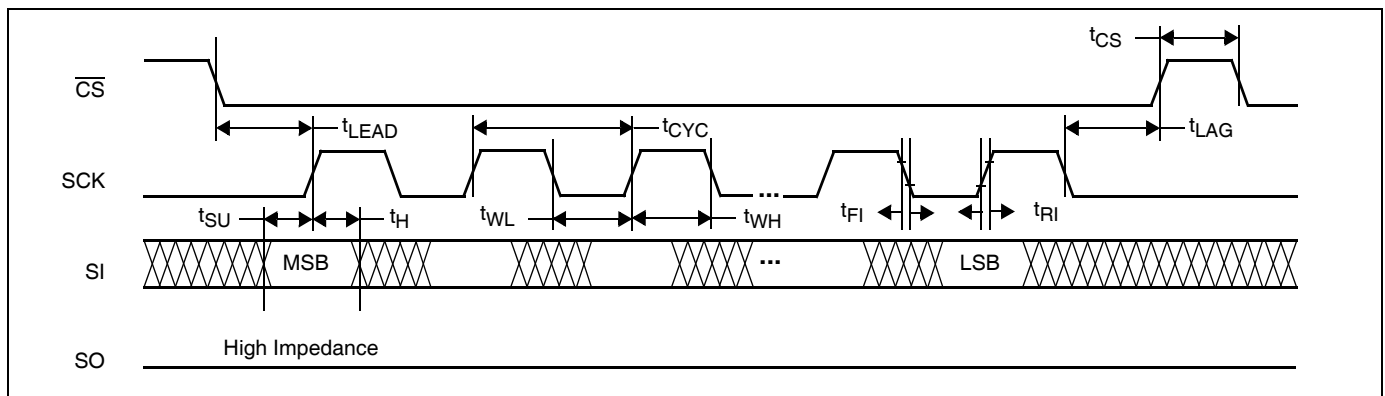 tCS
CS
tLEAD
tCYC
tLAG
SCK
...
tSU
tH
tWL
tWH
tFI
tRI
SI
MSB
...
LSB
High Impedance
SO